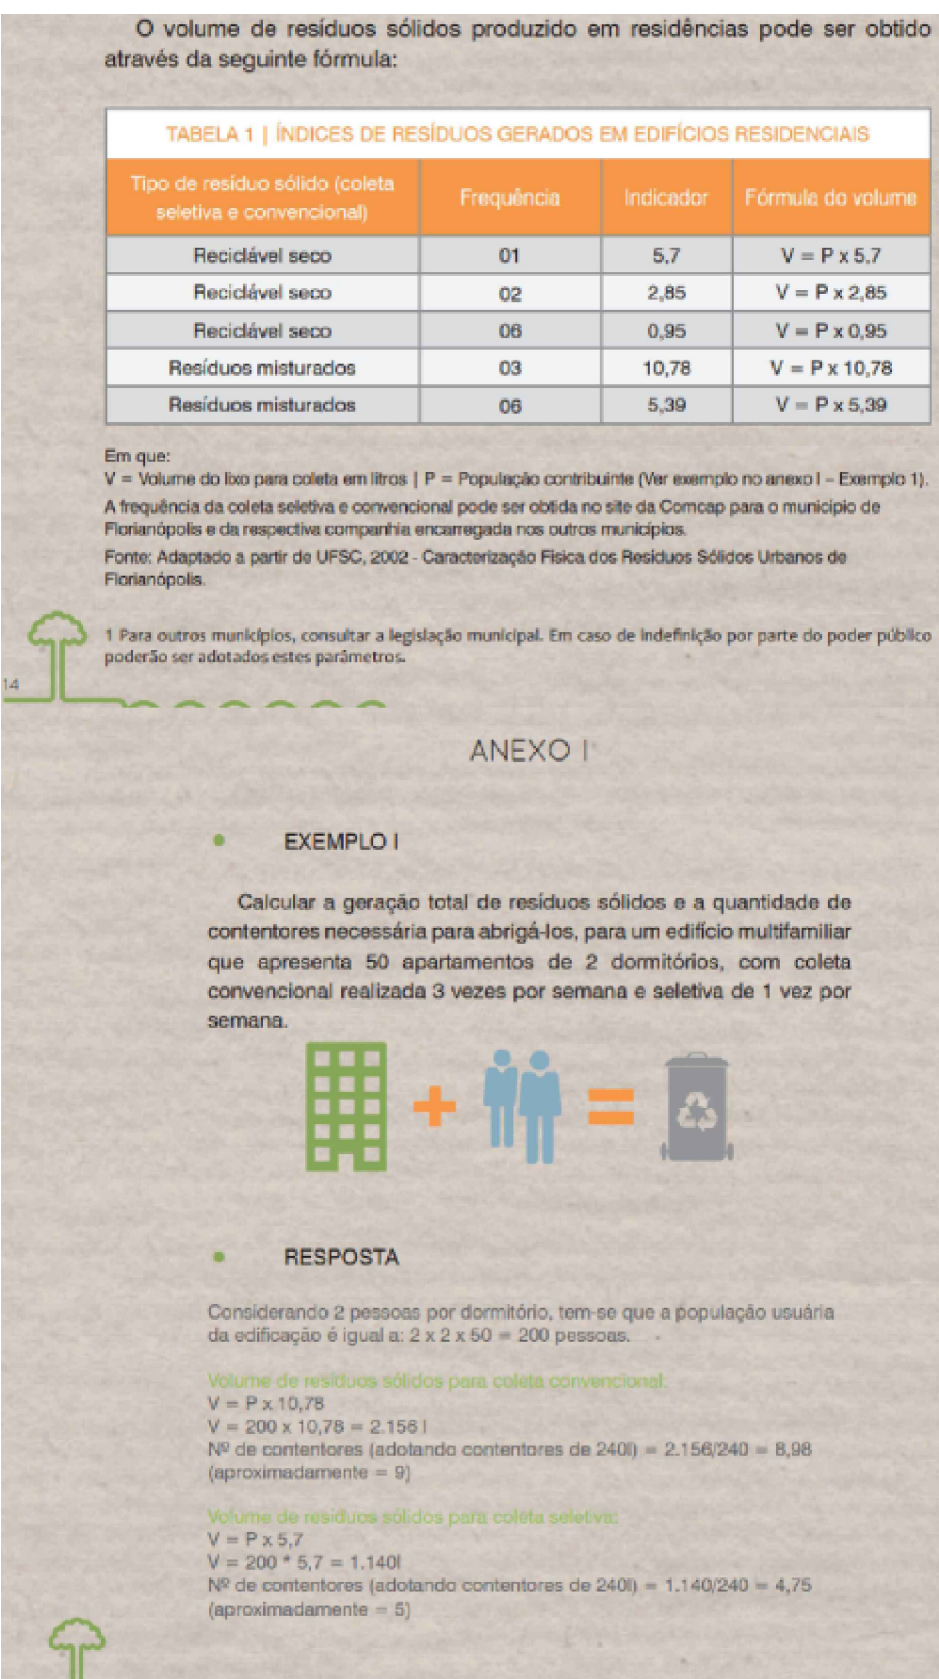 O volume de resíduos sólidos produzido em residências pode ser obtido
através da seguinte fórmula:
TABELA 1 | ÍNDICES DE RESÍDUOS GERADOS EM EDIFÍCIOS RESIDENCIAIS
Tipo de resíduo sólido (coleta seletiva e convencional) Frequência Indicador Fórmula do volume
Reciclável seco 01 5,7 V = P x 5,7
Reciclável seco 02 2,85 V = P x 2,85
Reciclável seco 06 0,95 V = P x 0,95
Resíduos misturados 03 10,78 V = P x 10,78
Resíduos misturados 06 5,39 V = P x 5,39
Em que:
V = Volume do lixo para coleta em litros | P = População contribuinte (Ver exemplo no anexo I – Exemplo 1).
A frequência da coleta seletiva e convencional pode ser obtida no site da Comcap para o município de
Florianópolis e da respectiva companhia encarregada nos outros municípios.
Fonte: Adaptado a partir de UFSC, 2002 - Caracterização Física dos Resíduos Sólidos Urbanos de
Florianópolis.
1 Para outros municípios, consultar a legislação municipal. Em caso de indefinição por parte do poder público
poderão ser adotados estes parâmetros.
14
ANEXO I
• EXEMPLO I
Calcular a geração total de resíduos sólidos e a quantidade de
contentores necessária para abrigá-los, para um edifício multifamiliar
que apresenta 50 apartamentos de 2 dormitórios, com coleta
convencional realizada 3 vezes por semana e seletiva de 1 vez por
semana.
• RESPOSTA
Considerando 2 pessoas por dormitório, tem-se que a população usuária
da edificação é igual a: 2 x 2 x 50 = 200 pessoas.
Volume de resíduos sólidos para coleta convencional:
V = P x 10,78
V = 200 x 10,78 = 2.156 l
Nº de contentores (adotando contentores de 240l) = 2.156/240 = 8,98
(aproximadamente = 9)
Volume de resíduos sólidos para coleta seletiva:
V = P x 5,7
V = 200 * 5,7 = 1.140l
Nº de contentores (adotando contentores de 240l) = 1.140/240 = 4,75
(aproximadamente = 5)